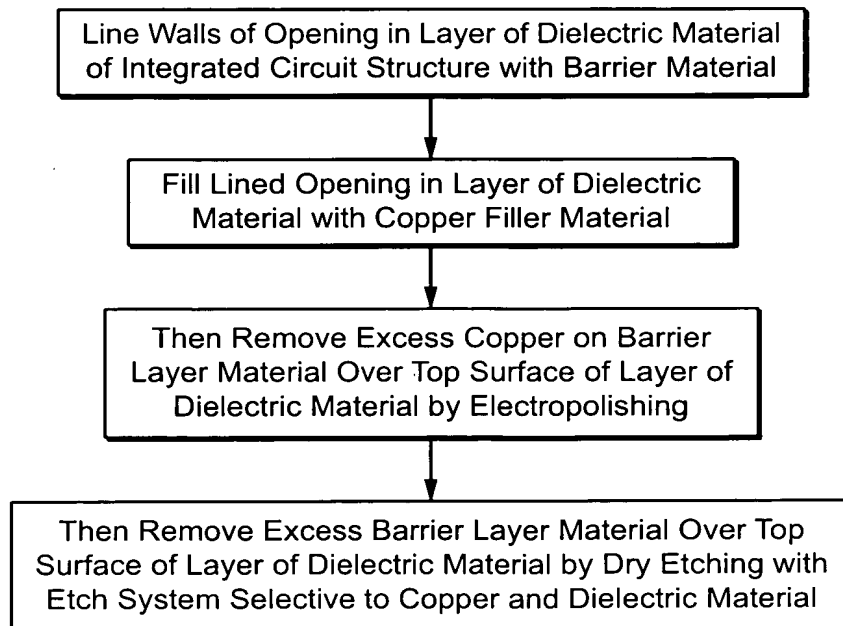 Line Walls of Opening in Layer of Dielectric Material
of Integrated Circuit Structure with Barrier Material
Fill Lined Opening in Layer of Dielectric
Material with Copper Filler Material
Then Remove Excess Copper on Barrier
Layer Material Over Top Surface of Layer of
Dielectric Material by Electropolishing
Then Remove Excess Barrier Layer Material Over Top
Surface of Layer of Dielectric Material by Dry Etching with
Etch System Selective to Copper and Dielectric Material